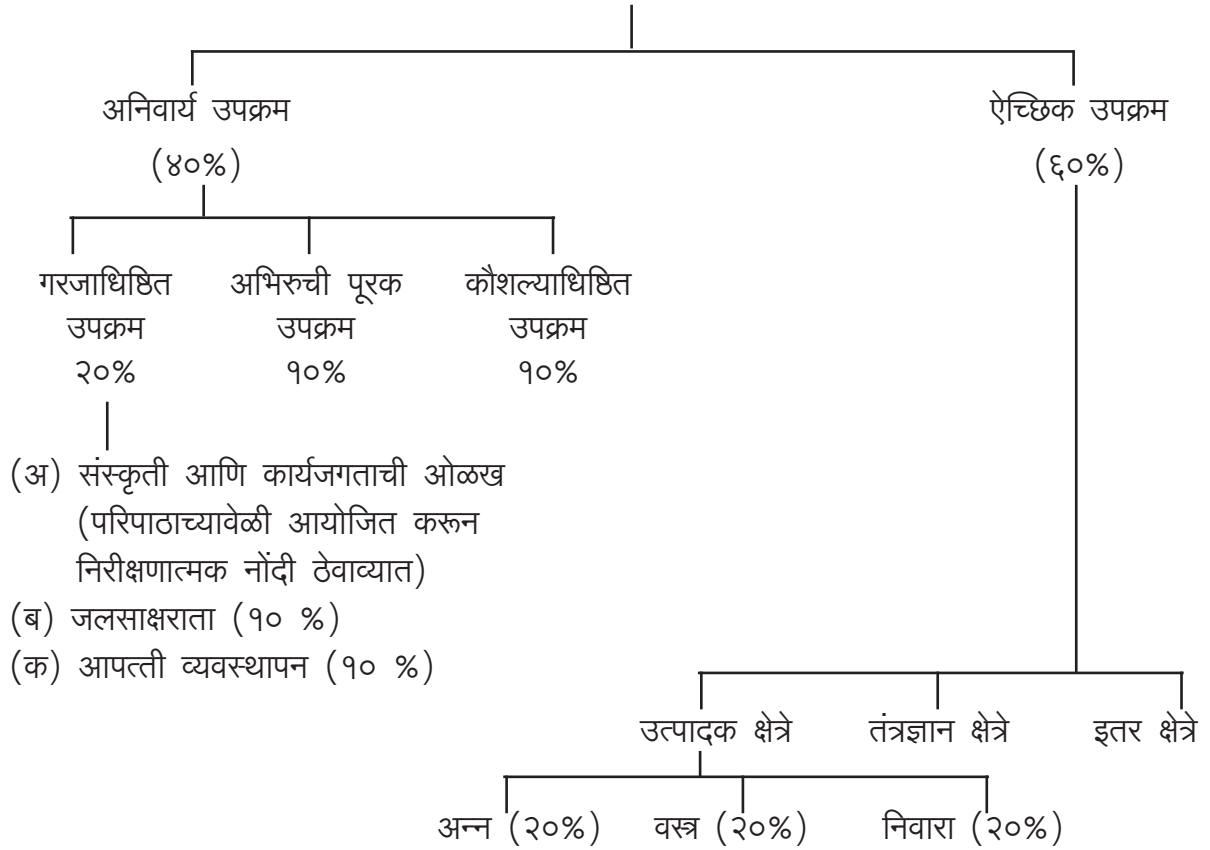 अनिवार्य उपक्रम
ऐच्छिक उपक्रम
(४०%)
(६०%)
गरजाधिष्ठित
उपक्रम
२०%
अभिरुची पूरक
उपक्रम
१०%
कौशल्याधिष्ठित
उपक्रम
१०%
(अ) संस्कृती आणि कार्यजगताची ओळख
(परिपाठाच्यावेळी आयोजित करून
निरीक्षणात्मक नोंदी ठेवाव्यात)
(ब) जलसाक्षराता (१० %)
(क) आपत्ती व्यवस्थापन (१० %)
उत्पादक क्षेत्रे
तंत्रज्ञान क्षेत्रे
इतर क्षेत्रे
अन्न (२०%)
वस्त्र (२०%)
निवारा (२०%)